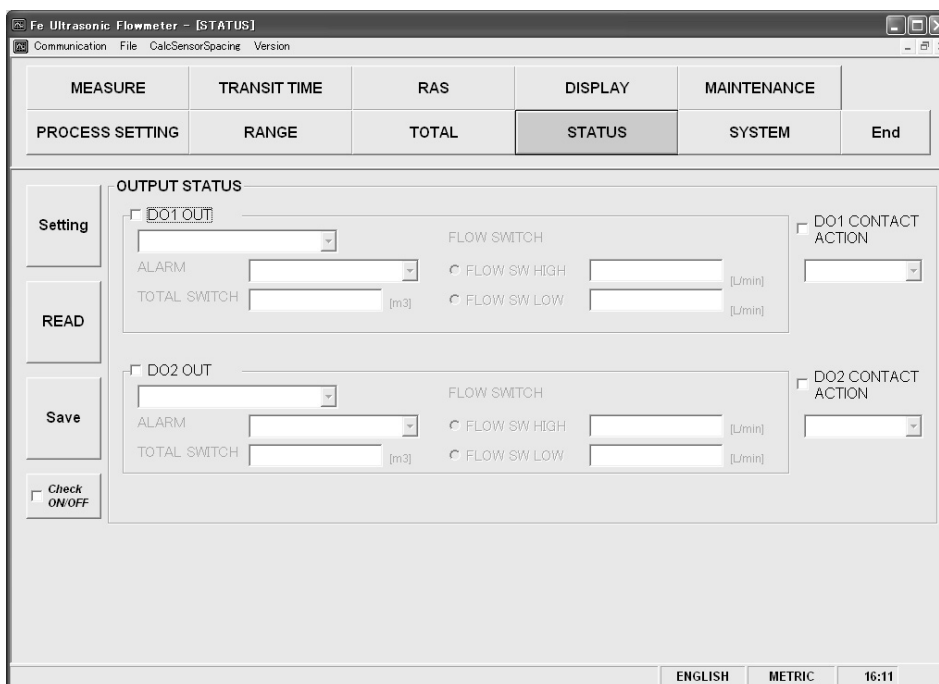 Fe Ultrasonic Flowmeter - [STATUS]
Communication File CalcSensorSpacing Version
MEASURE TRANSIT TIME RAS DISPLAY MAINTENANCE
PROCESS SETTING RANGE TOTAL STATUS SYSTEM End
Setting
READ
Save
Check
ON/OFF
OUTPUT STATUS
DO1 OUT
FLOW SWITCH
ALARM
FLOW SW HIGH [L/min]
TOTAL SWITCH [m3]
FLOW SW LOW [L/min]
DO1 CONTACT
ACTION
DO2 OUT
FLOW SWITCH
ALARM
FLOW SW HIGH [L/min]
TOTAL SWITCH [m3]
FLOW SW LOW [L/min]
DO2 CONTACT
ACTION
ENGLISH METRIC 16:11